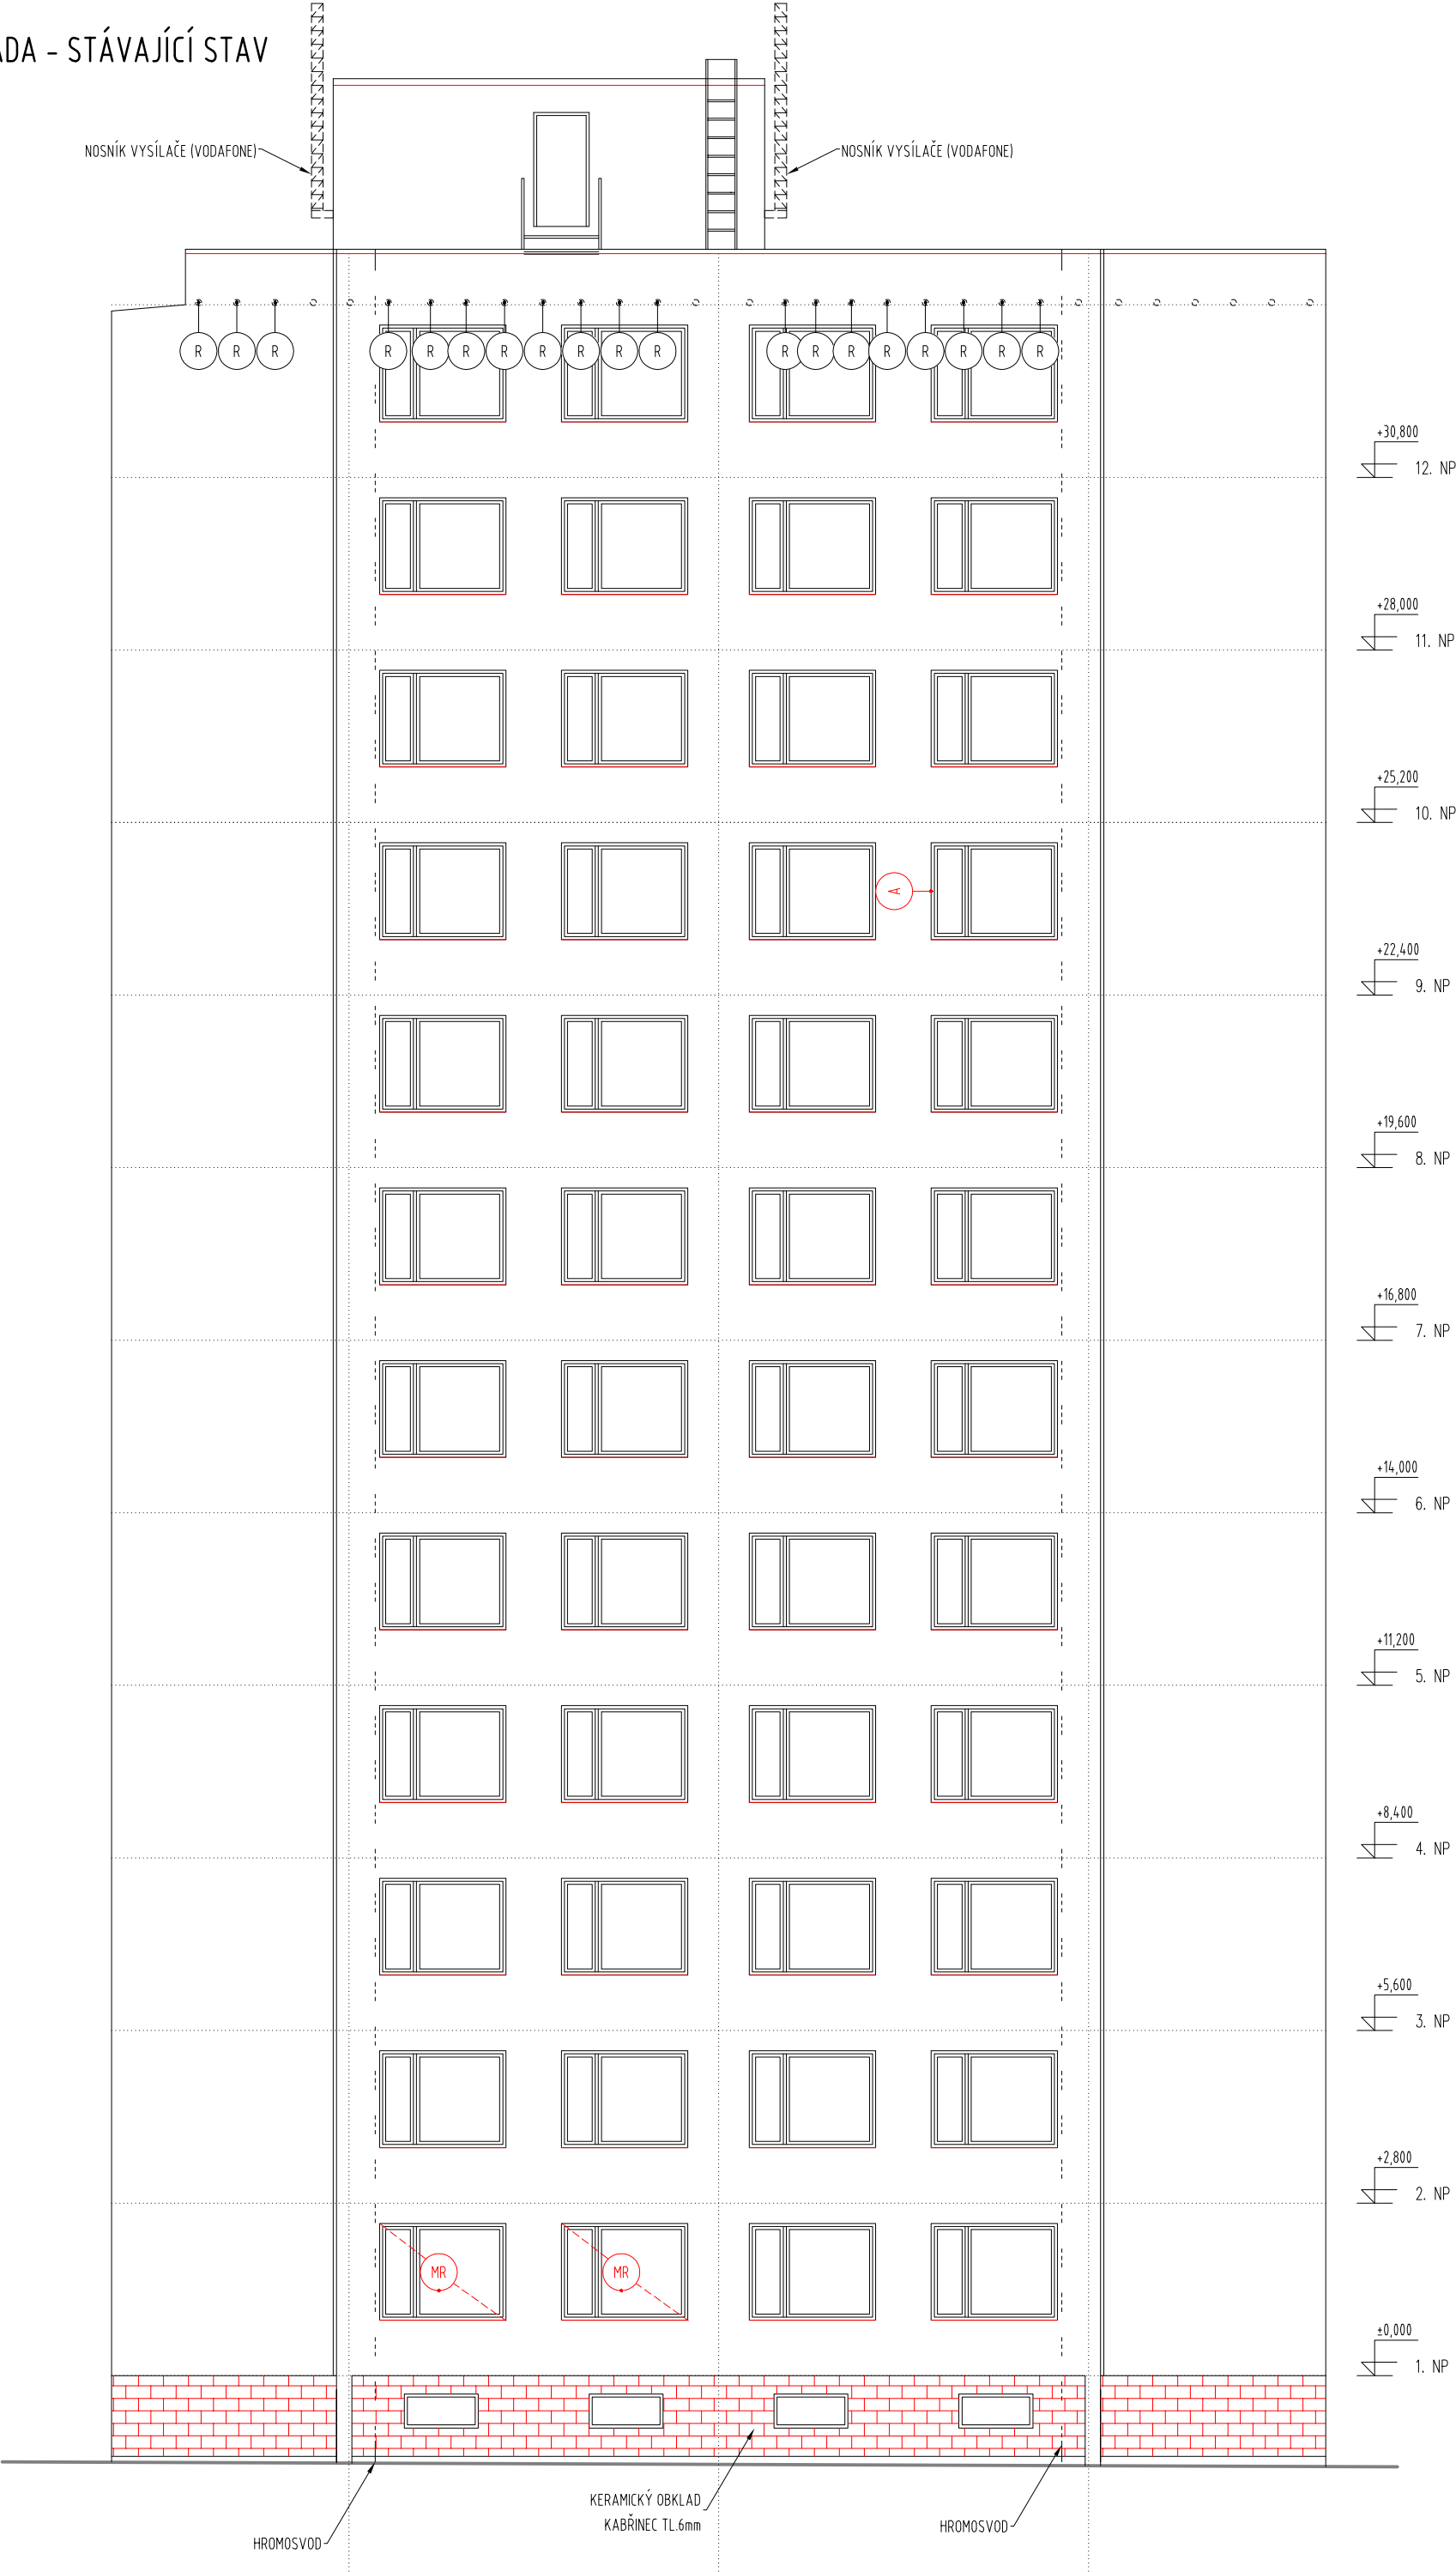 ADA - STÁVAJÍCÍ STAV
NOSNÍK VYSÍLAČE (VODAFONE)
NOSNÍK VYSÍLAČE (VODAFONE)
R R R R R R R R R R R R R R R R R R R
+30,800
12. NP
+28,000
11. NP
+25,200
10. NP
A
+22,400
9. NP
+19,600
8. NP
+16,800
7. NP
+14,000
6. NP
+11,200
5. NP
+8,400
4. NP
+5,600
3. NP
+2,800
2. NP
MR MR
±0,000
1. NP
KERAMICKÝ OBKLAD
KABŘINEC TL.6mm
HROMOSVOD
HROMOSVOD